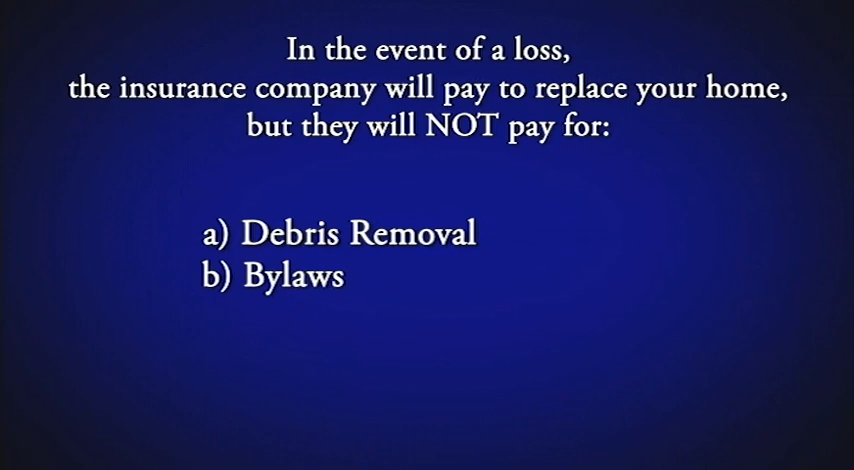 In the event of a loss,
the insurance company will pay to replace your home,
but they will NOT pay for:
a) Debris Removal
b) Bylaws